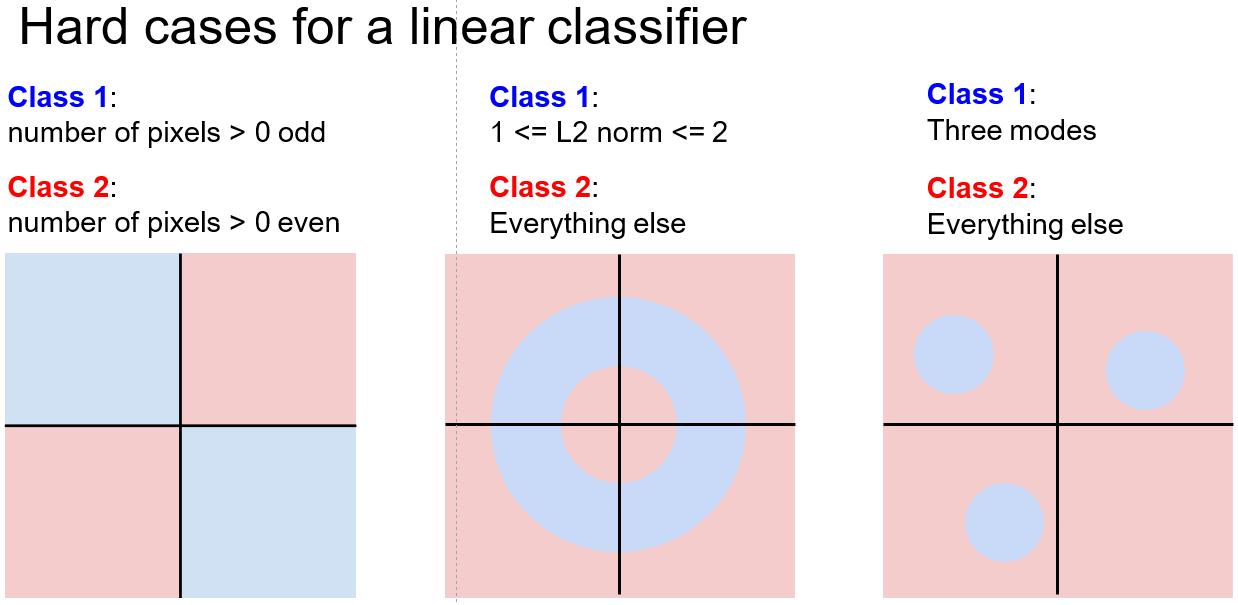 Hard cases for a linear classifier
Class 1:
number of pixels > 0 odd
Class 2:
number of pixels > 0 even
Class 1:
1 <= L2 norm <= 2
Class 2:
Everything else
Class 1:
Three modes
Class 2:
Everything else